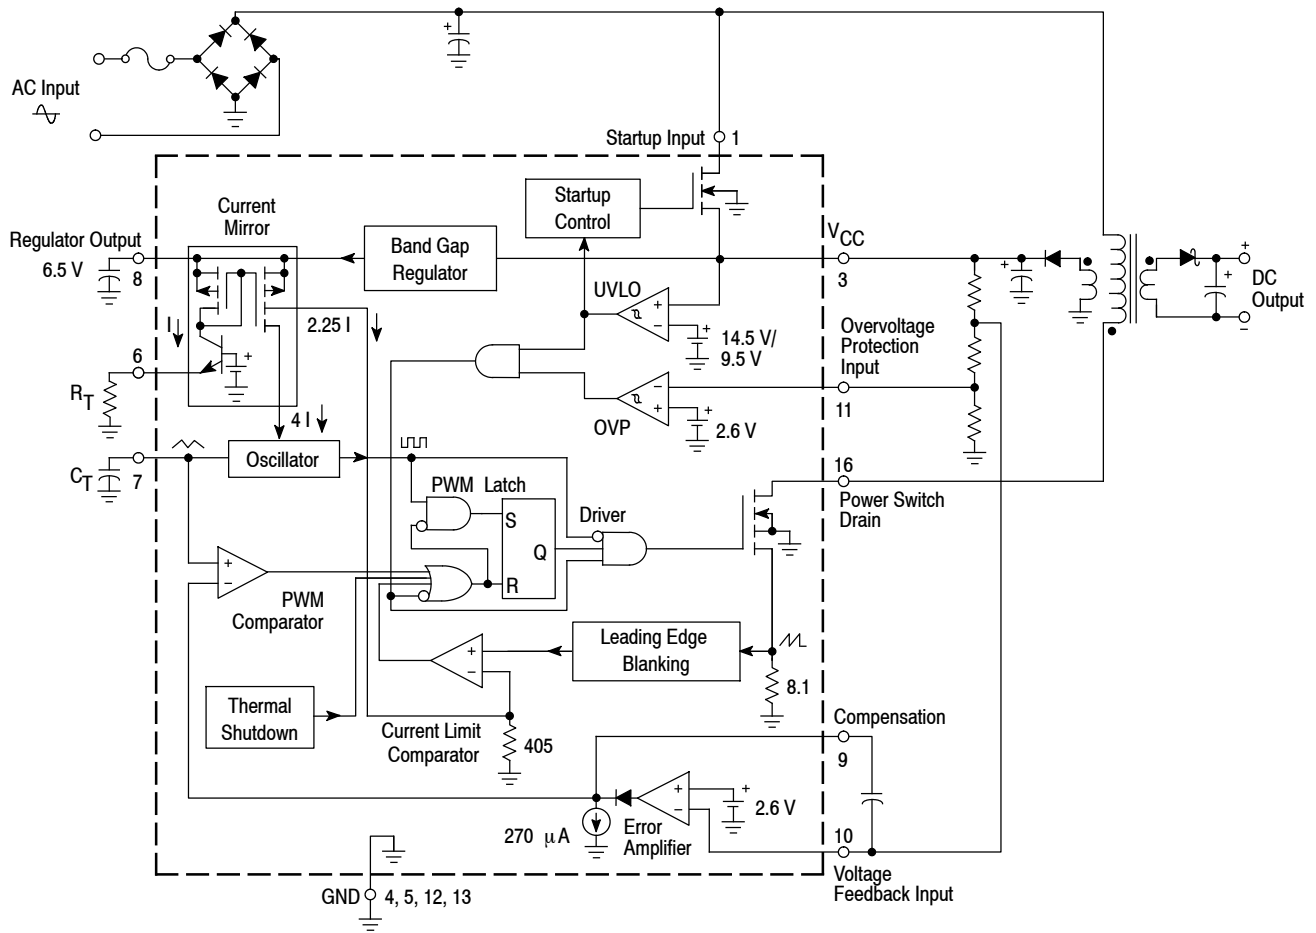 AC Input
Startup Input
1
Current
Mirror
Startup
Control
Regulator Output
6.5 V
8
Band Gap
Regulator
VCC
3
UVLO
14.5 V/
9.5 V
DC
Output
+
−
I
2.25 I
Overvoltage
Protection
Input
11
6
RT
4 I
OVP
2.6 V
CT
7
Oscillator
16
Power Switch
Drain
PWM Latch
S
Q
R
Driver
PWM
Comparator
Leading Edge
Blanking
8.1
Thermal
Shutdown
Current Limit
Comparator
405
Compensation
9
270 µA
Error
Amplifier
2.6 V
10
Voltage
Feedback Input
GND
4, 5, 12, 13